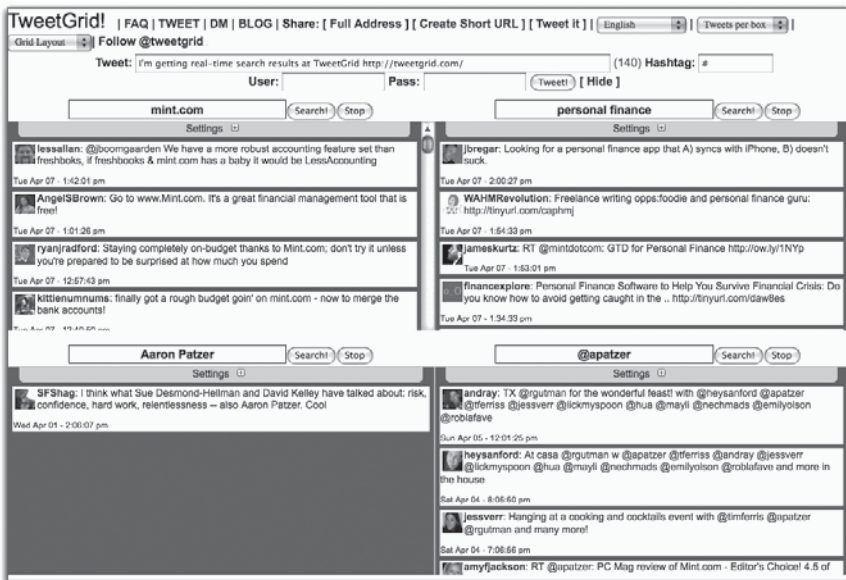 TweetGrid! | FAQ | TWEET | DM | BLOG | Share: [ Full Address ] [ Create Short URL ] [ Tweet it ] | English | Tweets per box |
Grid Layout | Follow @tweetgrid
Tweet: I'm getting real-time search results at TweetGrid http://tweetgrid.com/ (140) Hashtag: #
User: Pass: Tweet! [ Hide ]
mint.com Search! Stop
Settings
lessallan: @jboomgaarden We have a more robust accounting feature set than
freshboks, if freshbooks & mint.com has a baby it would be LessAccounting
Tue Apr 07 - 1:42:01 pm
AngelSBrown: Go to www.Mint.com. It's a great financial management tool that is
free!
Tue Apr 07 - 1:01:26 pm
ryanjradford: Staying completely on-budget thanks to Mint.com; don't try it unless
you're prepared to be surprised at how much you spend
Tue Apr 07 - 12:57:43 pm
kittienumnums: finally got a rough budget goin' on mint.com - now to merge the
bank accounts!
Tue Apr 07 - 12:40:50 pm
personal finance Search! Stop
Settings
jbregar: Looking for a personal finance app that A) syncs with iPhone, B) doesn't
suck.
Tue Apr 07 - 2:00:27 pm
WAHMRevolution: Freelance writing opps:foodie and personal finance guru:
http://tinyurl.com/caphmj
Tue Apr 07 - 1:54:33 pm
jameskurtz: RT @mintdotcom: GTD for Personal Finance http://ow.ly/1NYp
Tue Apr 07 - 1:53:01 pm
financexplore: Personal Finance Software to Help You Survive Financial Crisis: Do
you know how to avoid getting caught in the .. http://tinyurl.com/daw8es
Tue Apr 07 - 1:34:33 pm
Aaron Patzer Search! Stop
Settings
SFShag: I think what Sue Desmond-Hellman and David Kelley have talked about: risk,
confidence, hard work, relentlessness -- also Aaron Patzer. Cool
Wed Apr 01 - 2:06:07 pm
@apatzer Search! Stop
Settings
andray: TX @rgutman for the wonderful feast! with @heysanford @apatzer
@tferriss @jessverr @lickmyspoon @hua @mayli @nechmads @emilyolson
@roblafave
Sun Apr 05 - 12:01:25 pm
heysanford: At casa @rgutman w @apatzer @tferriss @andray @jessverr
@lickmyspoon @hua @mayli @nechmads @emilyolson @roblafave and more in
the house
Sat Apr 04 - 8:06:50 pm
jessverr: Hanging at a cooking and cocktails event with @timferris @apatzer
@rgutman and many more!
Sat Apr 04 - 7:06:56 pm
amyfjackson: RT @apatzer: PC Mag review of Mint.com - Editor's Choice! 4.5 of